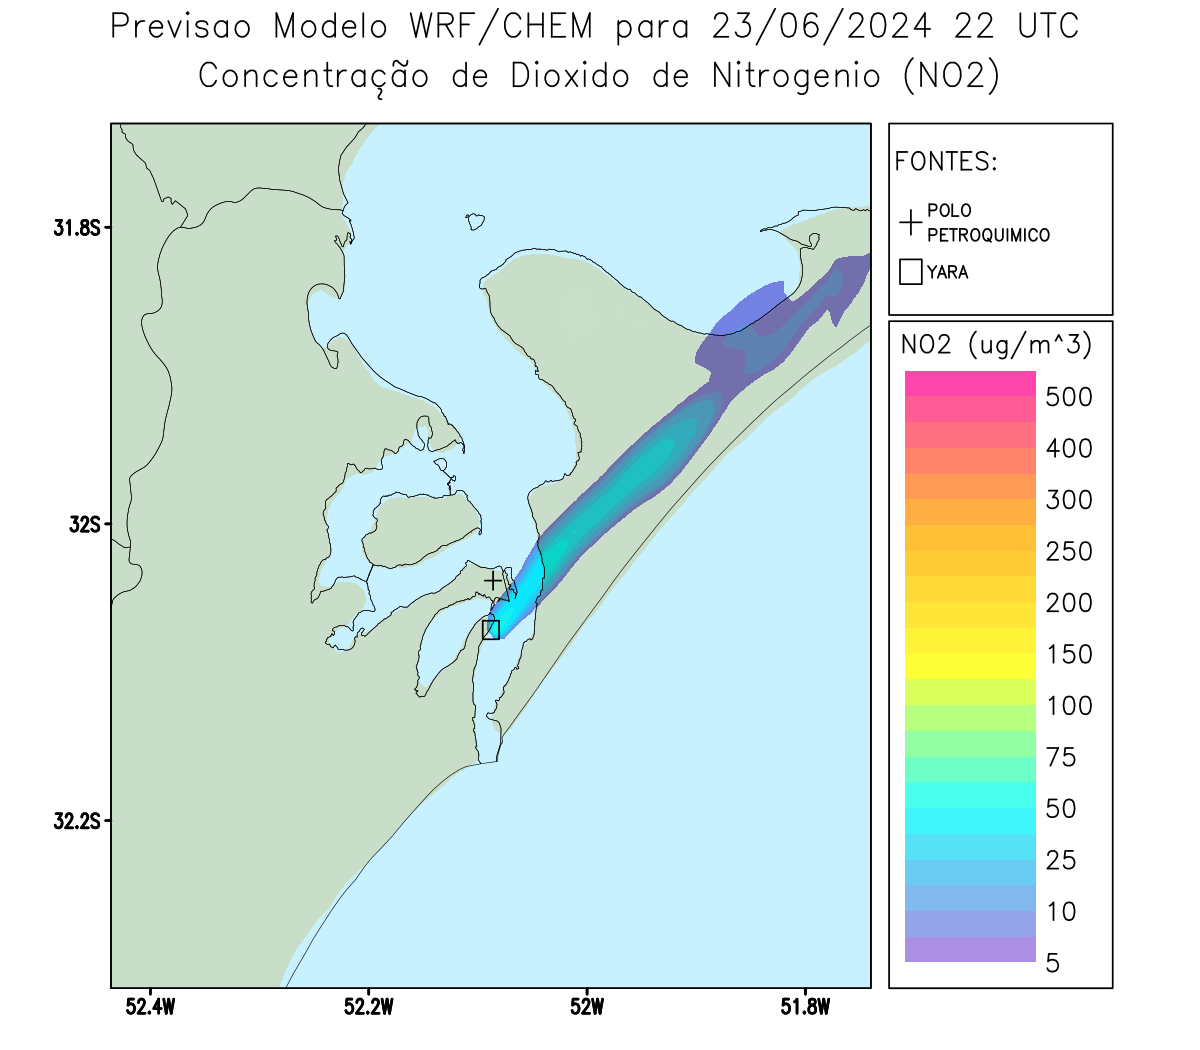 Previsao Modelo WRF/CHEM para 23/06/2024 22 UTC
Concentração de Dioxido de Nitrogenio (NO2)
FONTES:
POLO
PETROQUIMICO
YARA
31.8S
32S
32.2S
52.4W
52.2W
52W
51.8W
NO2 (ug/m^3)
500
400
300
250
200
150
100
75
50
25
10
5